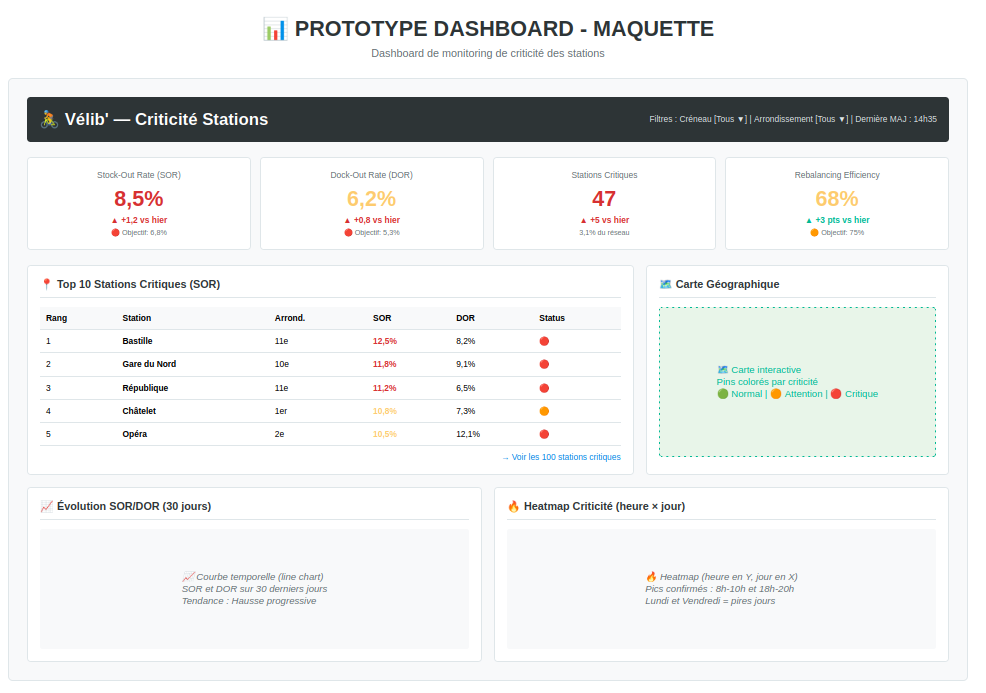 📊 PROTOTYPE DASHBOARD - MAQUETTE
Dashboard de monitoring de criticité des stations
🚴 Vélib' — Criticité Stations
Filtres : Créneau [Tous ▼] | Arrondissement [Tous ▼] | Dernière MAJ : 14h35
Stock-Out Rate (SOR)
8,5%
▲ +1,2 vs hier
🔴 Objectif: 6,8%
Dock-Out Rate (DOR)
6,2%
▲ +0,8 vs hier
🔴 Objectif: 5,3%
Stations Critiques
47
▲ +5 vs hier
3,1% du réseau
Rebalancing Efficiency
68%
▲ +3 pts vs hier
🟠 Objectif: 75%
📍 Top 10 Stations Critiques (SOR)
Rang Station Arrond. SOR DOR Status
1 Bastille 11e 12,5% 8,2% 🔴
2 Gare du Nord 10e 11,8% 9,1% 🔴
3 République 11e 11,2% 6,5% 🔴
4 Châtelet 1er 10,8% 7,3% 🟠
5 Opéra 2e 10,5% 12,1% 🔴
→ Voir les 100 stations critiques
🗺️ Carte Géographique
🗺️ Carte interactive
Pins colorés par criticité
🟢 Normal | 🟠 Attention | 🔴 Critique
📈 Évolution SOR/DOR (30 jours)
📈 Courbe temporelle (line chart)
SOR et DOR sur 30 derniers jours
Tendance : Hausse progressive
🔥 Heatmap Criticité (heure × jour)
🔥 Heatmap (heure en Y, jour en X)
Pics confirmés : 8h-10h et 18h-20h
Lundi et Vendredi = pires jours